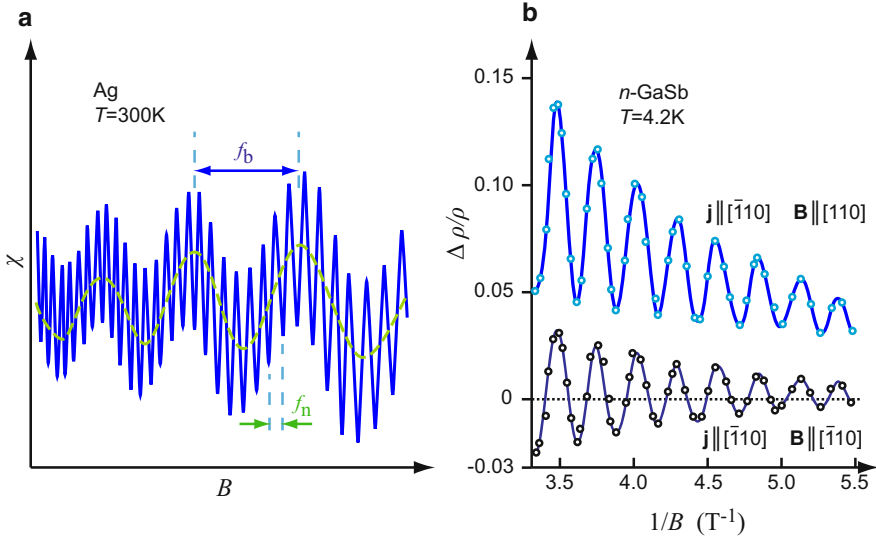 a
Ag
T=300K
f_b
χ
f_n
B
b
n-GaSb
T=4.2K
0.15
0.10
0.05
0
-0.03
Δ ρ/ρ
j||[1̄10] B||[110]
j||[1̄10] B||[1̄10]
3.5 4.0 4.5 5.0 5.5
1/B (T⁻¹)